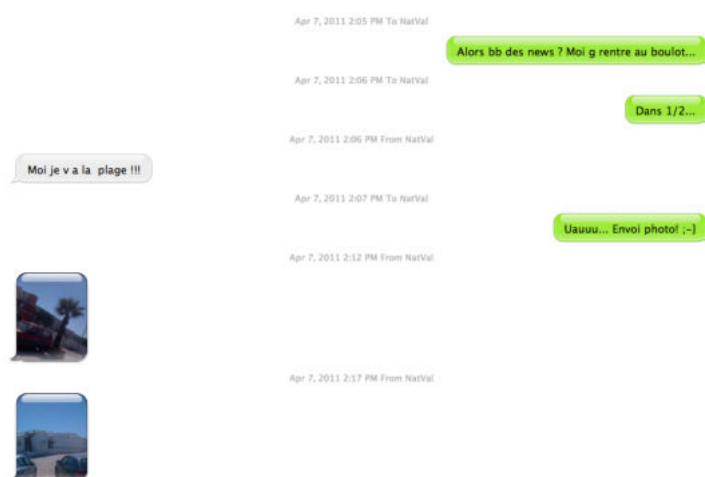 Apr 7, 2011 2:05 PM To NatVal
Alors bb des news ? Moi g rentre au boulot...
Apr 7, 2011 2:06 PM To NatVal
Dans 1/2...
Apr 7, 2011 2:06 PM From NatVal
Moi je v a la plage !!!
Apr 7, 2011 2:07 PM To NatVal
Uauuu... Envoi photo! ;-)
Apr 7, 2011 2:12 PM From NatVal
Apr 7, 2011 2:17 PM From NatVal